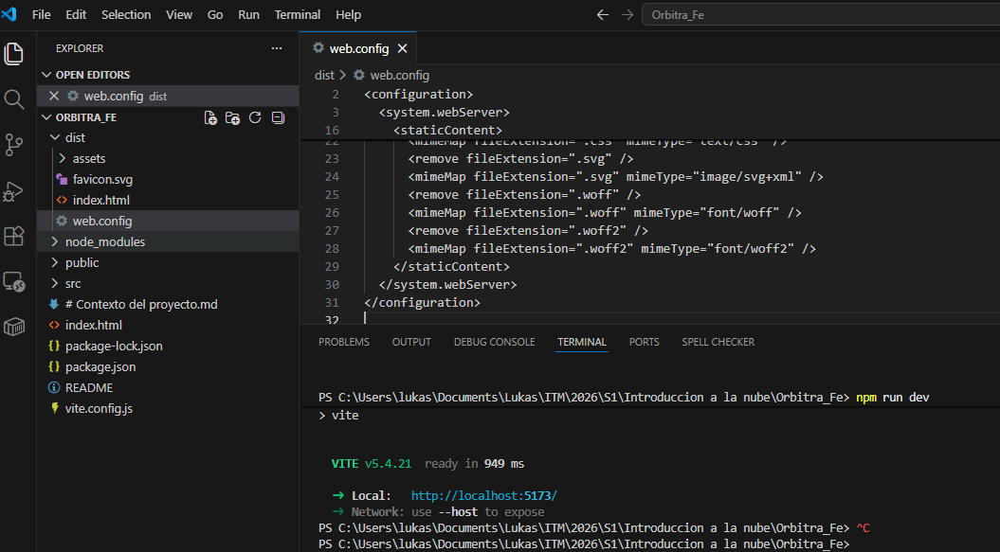 File Edit Selection View Go Run Terminal Help
Orbitra_Fe
EXPLORER
OPEN EDITORS
web.config dist
ORBITRA_FE
dist
assets
favicon.svg
index.html
web.config
node_modules
public
src
# Contexto del proyecto.md
index.html
package-lock.json
package.json
README
vite.config.js
web.config
dist > web.config
2 <configuration>
3 <system.webServer>
16 <staticContent>
22 <mimeMap fileExtension=".css" mimeType="text/css" />
23 <remove fileExtension=".svg" />
24 <mimeMap fileExtension=".svg" mimeType="image/svg+xml" />
25 <remove fileExtension=".woff" />
26 <mimeMap fileExtension=".woff" mimeType="font/woff" />
27 <remove fileExtension=".woff2" />
28 <mimeMap fileExtension=".woff2" mimeType="font/woff2" />
29 </staticContent>
30 </system.webServer>
31 </configuration>
32
PROBLEMS OUTPUT DEBUG CONSOLE TERMINAL PORTS SPELL CHECKER
PS C:\Users\lukas\Documents\Lukas\ITM\2026\S1\Introduccion a la nube\Orbitra_Fe> npm run dev
> vite
VITE v5.4.21 ready in 949 ms
➜ Local: http://localhost:5173/
➜ Network: use --host to expose
PS C:\Users\lukas\Documents\Lukas\ITM\2026\S1\Introduccion a la nube\Orbitra_Fe> ^C
PS C:\Users\lukas\Documents\Lukas\ITM\2026\S1\Introduccion a la nube\Orbitra_Fe>